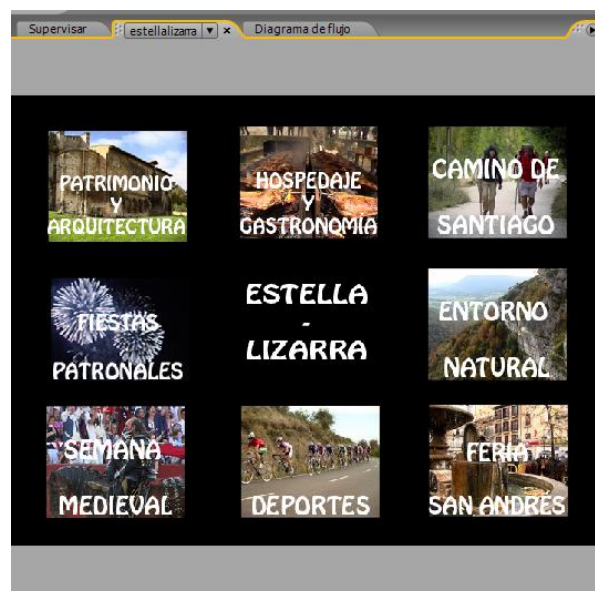 Supervisar estellalizarra Diagrama de flujo
PATRIMONIO
Y
ARQUITECTURA
HOSPEDAJE
Y
GASTRONOMIA
CAMINO DE
SANTIAGO
FIESTAS
PATRONALES
ESTELLA
-
LIZARRA
ENTORNO
NATURAL
SEMANA
MEDIEVAL
DEPORTES
FERIA
SAN ANDRÉS